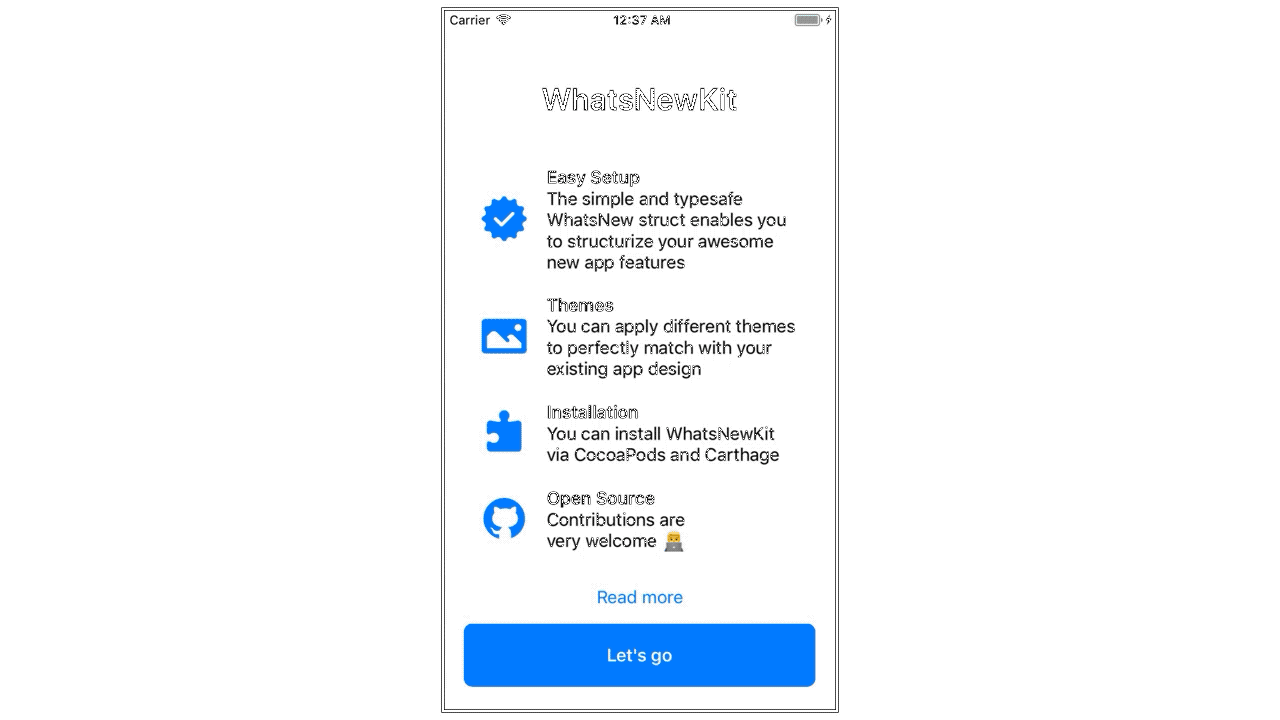 Carrier 12:37 AM
WhatsNewKit
Easy Setup
The simple and typesafe
WhatsNew struct enables you
to structurize your awesome
new app features
Themes
You can apply different themes
to perfectly match with your
existing app design
Installation
You can install WhatsNewKit
via CocoaPods and Carthage
Open Source
Contributions are
very welcome 👨‍💻
Read more
Let's go